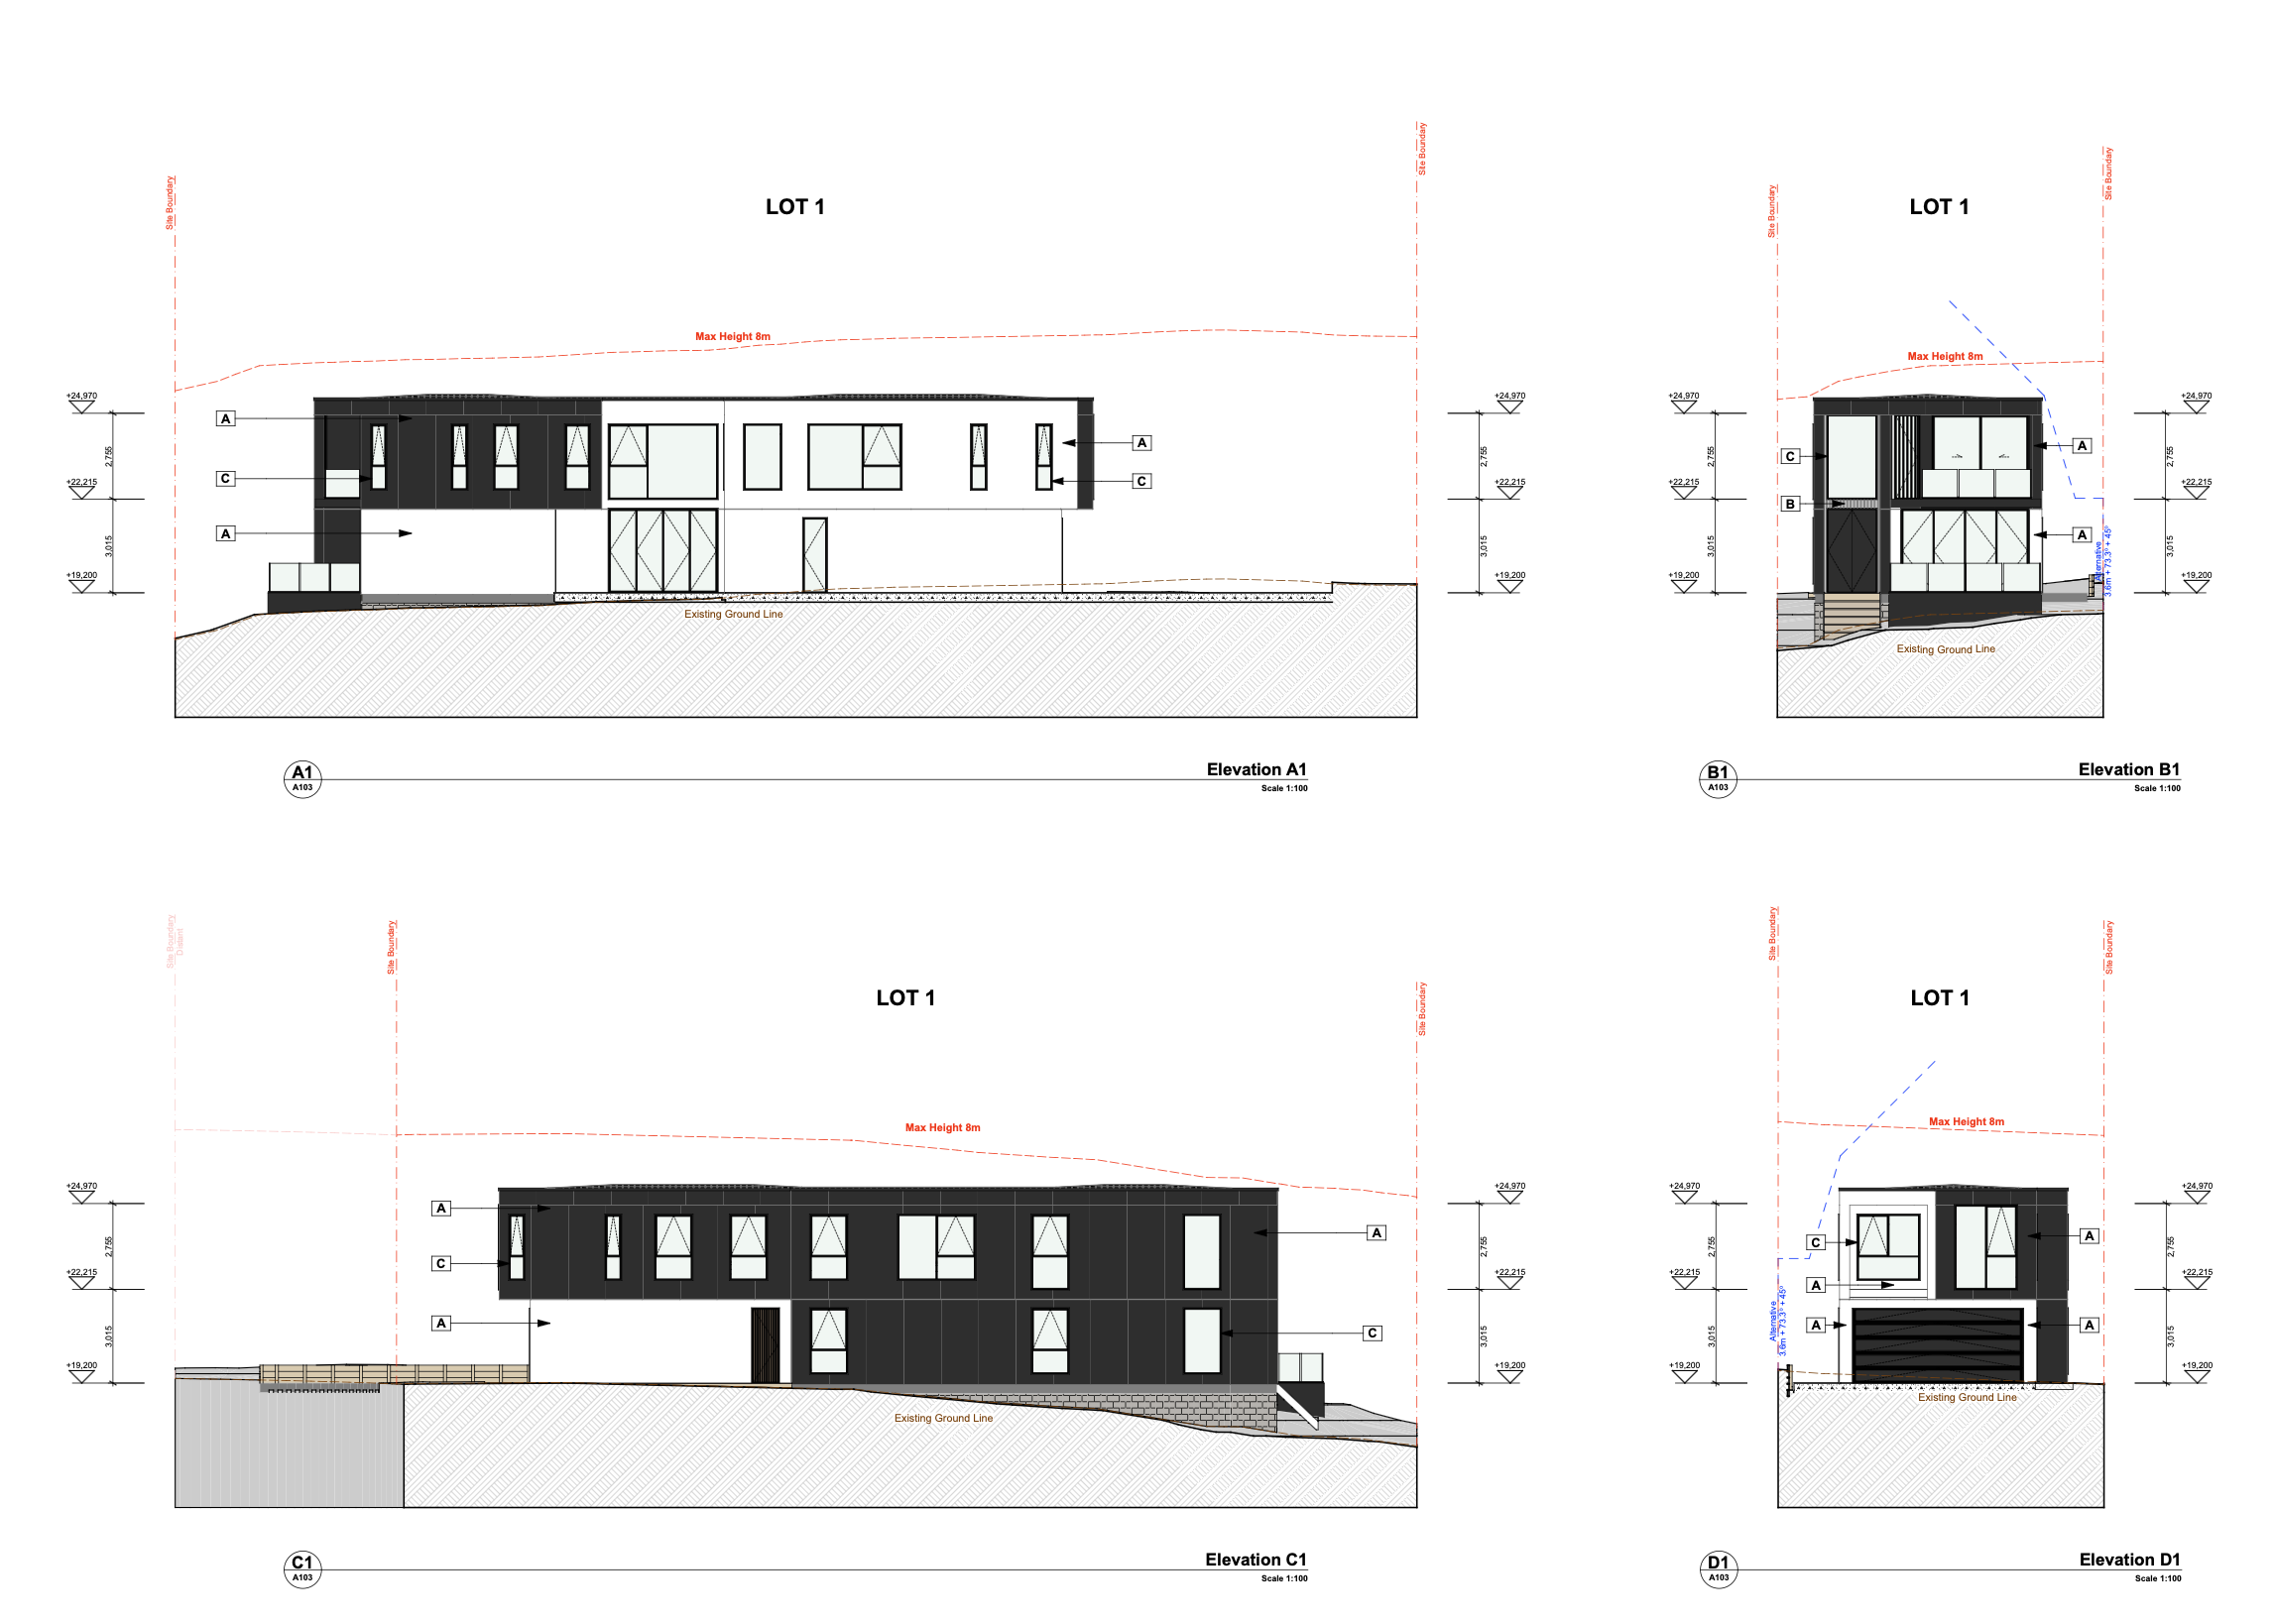 Site Boundary
Site Boundary
LOT 1
Max Height 8m
+24,970
2,755
+22,215
3,015
+19,200
A
C
A
A
C
+24,970
2,755
+22,215
3,015
+19,200
Existing Ground Line
A1
A103
Elevation A1
Scale 1:100
Site Boundary
Site Boundary
LOT 1
Max Height 8m
+24,970
2,755
+22,215
3,015
+19,200
C
B
A
A
Alternative
3.6m + 73.3° + 45°
+24,970
2,755
+22,215
3,015
+19,200
Existing Ground Line
B1
A103
Elevation B1
Scale 1:100
Site Boundary
Distant
Site Boundary
Site Boundary
LOT 1
Max Height 8m
+24,970
2,755
+22,215
3,015
+19,200
A
C
A
A
C
+24,970
2,755
+22,215
3,015
+19,200
Existing Ground Line
C1
A103
Elevation C1
Scale 1:100
Site Boundary
Site Boundary
LOT 1
Max Height 8m
+24,970
2,755
+22,215
3,015
+19,200
Alternative
3.6m + 73.3° + 45°
C
A
A
A
A
+24,970
2,755
+22,215
3,015
+19,200
Existing Ground Line
D1
A103
Elevation D1
Scale 1:100